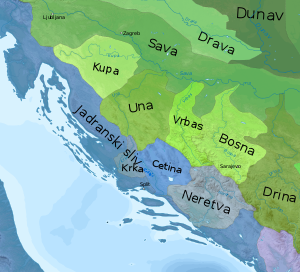 Dunav
Ljubljana
Zagreb
Drava
Sava
Kupa
Una
Vrbas
Bosna
Jadranski sliv
Krka
Cetina
Sarajevo
Split
Neretva
Drina